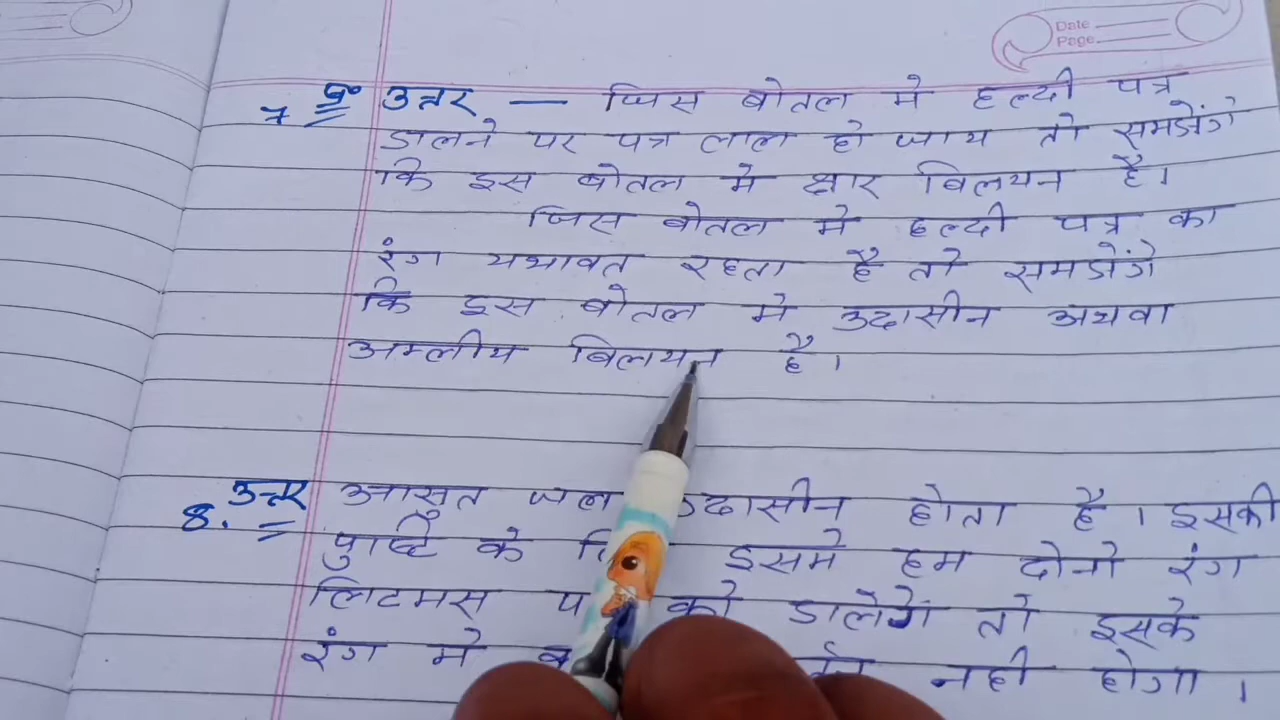 Date
Page
7 प्र० उत्तर — जिस बोतल मे हल्दी पत्र
डालने पर पत्र लाल हो जाय तो समझेंगे
कि इस बोतल मे क्षार विलयन है।
जिस बोतल मे हल्दी पत्र का
रंग यथावत रहता है तो समझेंगे
कि इस बोतल मे उदासीन अथवा
अम्लीय विलयन है।
8. उत्तर आसुत जल उदासीन होता है। इसकी
पुष्टि के इसमे हम दोनो रंग
लिटमस को डालेगें तो इसके
रंग मे नही होगा।